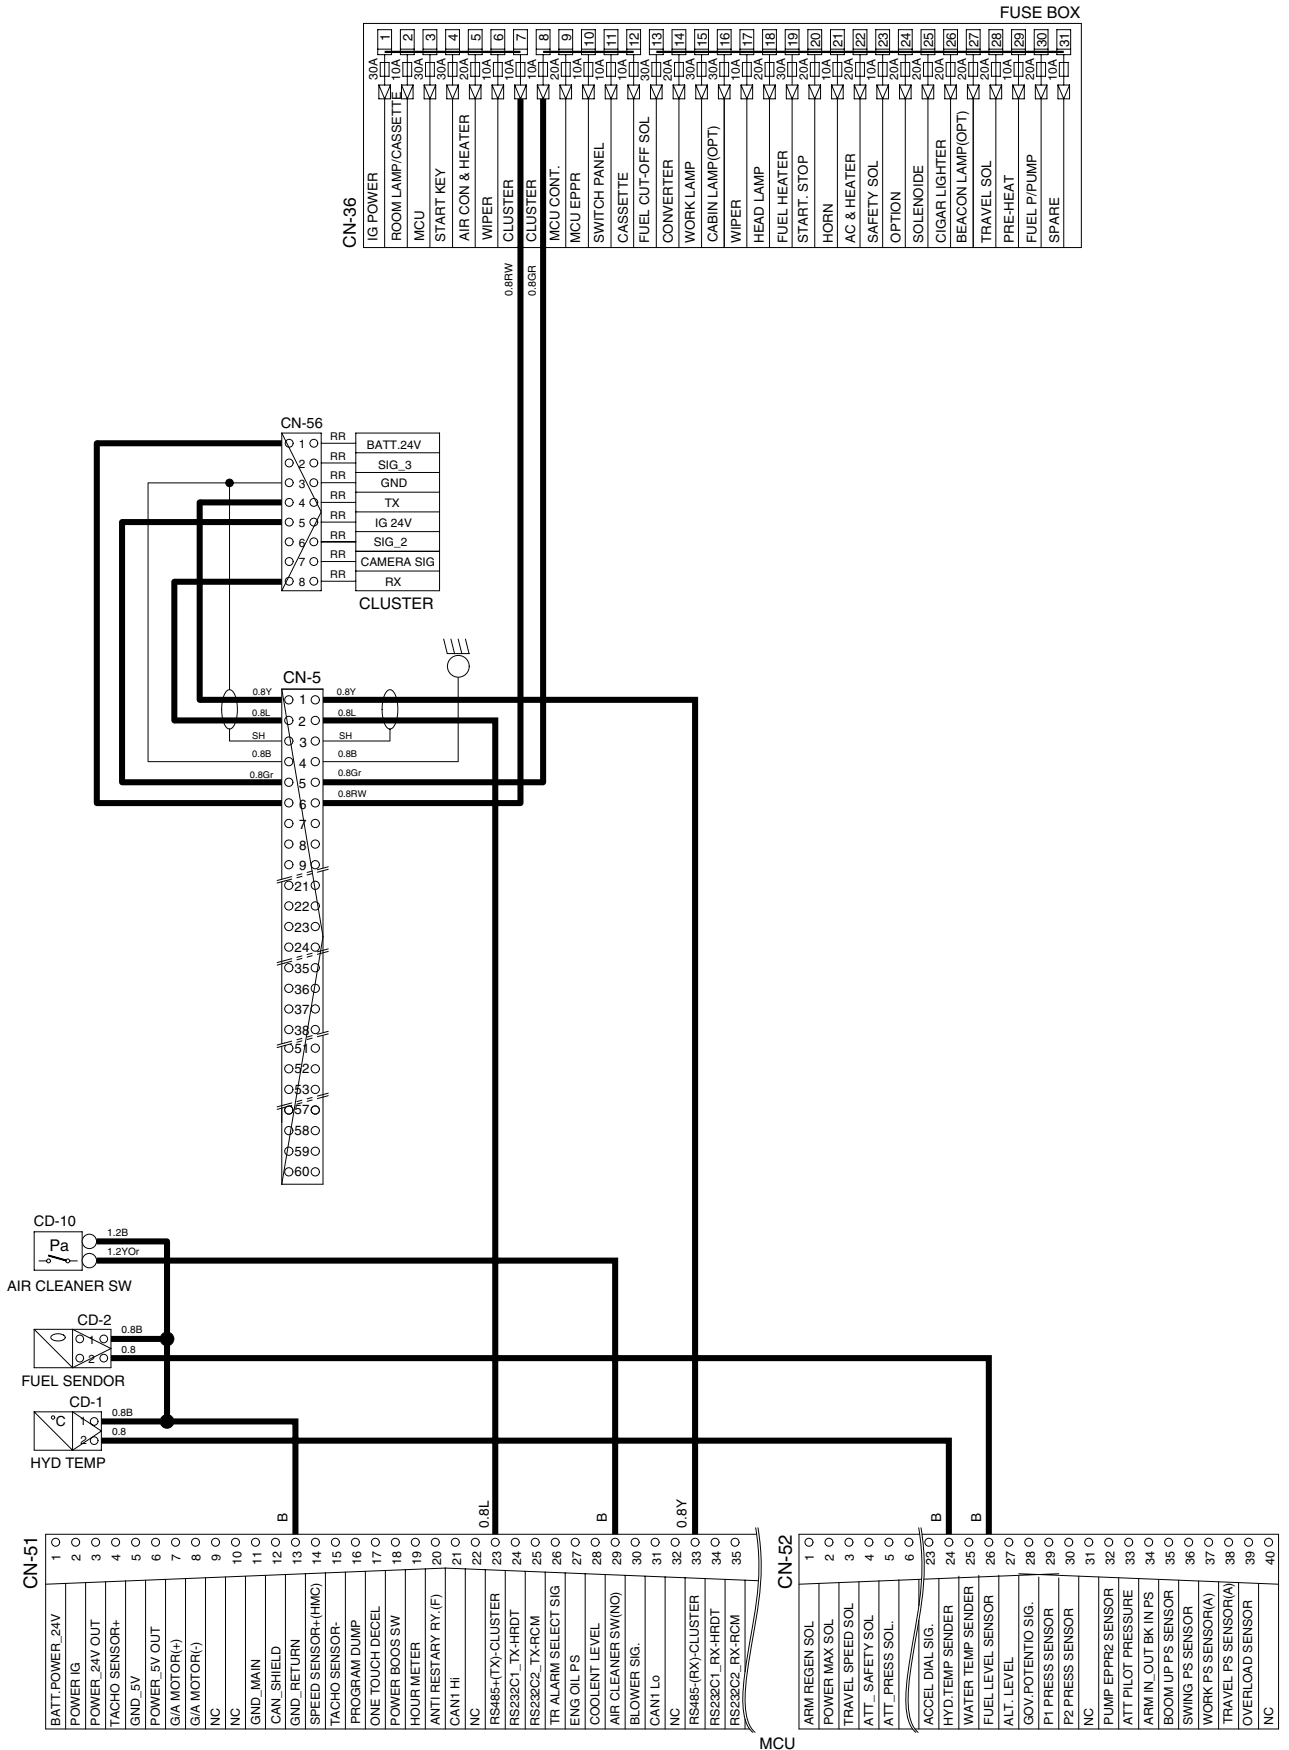 FUSE BOX
1 2 3 4 5 6 7 8 9 10 11 12 13 14 15 16 17 18 19 20 21 22 23 24 25 26 27 28 29 30 31
30A 10A 30A 30A 20A 10A 10A 10A 20A 10A 10A 10A 30A 10A 20A 30A 10A 20A 30A 20A 10A 20A 20A 20A 20A 20A 20A 20A 10A 20A 10A
CN-36
IG POWER
ROOM LAMP/CASSETTE
MCU
START KEY
AIR CON & HEATER
WIPER
CLUSTER
CLUSTER
MCU CONT.
MCU EPPR
SWITCH PANEL
CASSETTE
FUEL CUT-OFF SOL
CONVERTER
WORK LAMP
CABIN LAMP(OPT)
WIPER
HEAD LAMP
FUEL HEATER
START. STOP
HORN
AC & HEATER
SAFETY SOL
OPTION
SOLENOIDE
CIGAR LIGHTER
BEACON LAMP(OPT)
TRAVEL SOL
PRE-HEAT
FUEL P/PUMP
SPARE
0.8RW
0.8GR
CN-56
1 RR BATT.24V
2 RR SIG_3
3 RR GND
4 RR TX
5 RR IG 24V
6 RR SIG_2
7 RR CAMERA SIG
8 RR RX
CLUSTER
CN-5
0.8Y 1 0.8Y
0.8L 2 0.8L
SH 3 SH
0.8B 4 0.8B
0.8Gr 5 0.8Gr
6 0.8RW
7
8
9
21
22
23
24
35
36
37
38
51
52
53
57
58
59
60
CD-10
Pa
1.2B
1.2YOr
AIR CLEANER SW
CD-2
1 0.8B
2 0.8
FUEL SENDOR
CD-1
°C
1 0.8B
2 0.8
HYD TEMP
B
0.8L
B
0.8Y
B
B
CN-51
1 BATT.POWER_24V
2 POWER IG
3 POWER_24V OUT
4 TACHO SENSOR+
5 GND_5V
6 POWER_5V OUT
7 G/A MOTOR(+)
8 G/A MOTOR(-)
9 NC
10 NC
11 GND_MAIN
12 CAN_SHIELD
13 GND_RETURN
14 SPEED SENSOR+(HMC)
15 TACHO SENSOR-
16 PROGRAM DUMP
17 ONE TOUCH DECEL
18 POWER BOOS SW
19 HOUR METER
20 ANTI RESTARY RY.(F)
21 CAN1 Hi
22 NC
23 RS485+(TX)-CLUSTER
24 RS232C1_TX-HRDT
25 RS232C2_TX-RCM
26 TR ALARM SELECT SIG
27 ENG OIL PS
28 COOLENT LEVEL
29 AIR CLEANER SW(NO)
30 BLOWER SIG.
31 CAN1 Lo
32 NC
33 RS485-(RX)-CLUSTER
34 RS232C1_RX-HRDT
35 RS232C2_RX-RCM
MCU
CN-52
1 ARM REGEN SOL
2 POWER MAX SOL
3 TRAVEL SPEED SOL
4 ATT_ SAFETY SOL
5 ATT_PRESS SOL.
6
23 ACCEL DIAL SIG.
24 HYD.TEMP SENDER
25 WATER TEMP SENDER
26 FUEL LEVEL SENSOR
27 ALT. LEVEL
28 GOV.POTENTIO SIG.
29 P1 PRESS SENSOR
30 P2 PRESS SENSOR
31 NC
32 PUMP EPPR2 SENSOR
33 ATT PILOT PRESSURE
34 ARM IN_OUT BK IN PS
35 BOOM UP PS SENSOR
36 SWING PS SENSOR
37 WORK PS SENSOR(A)
38 TRAVEL PS SENSOR(A)
39 OVERLOAD SENSOR
40 NC